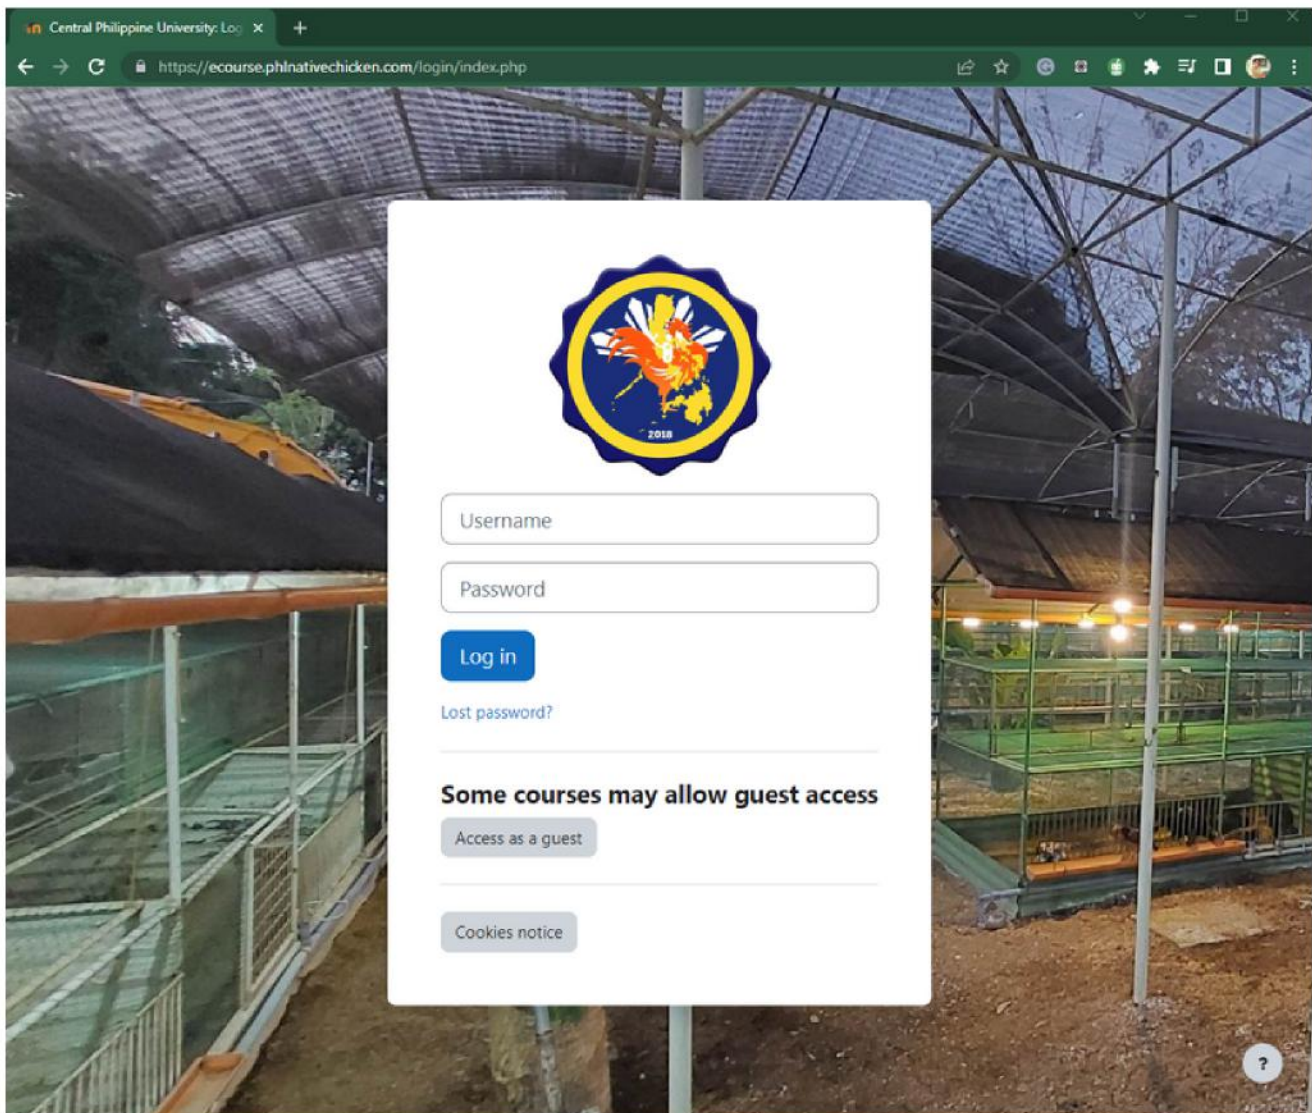 Central Philippine University: Log
https://ecourse.phlnativechicken.com/login/index.php
2018
Username
Password
Log in
Lost password?
Some courses may allow guest access
Access as a guest
Cookies notice
?